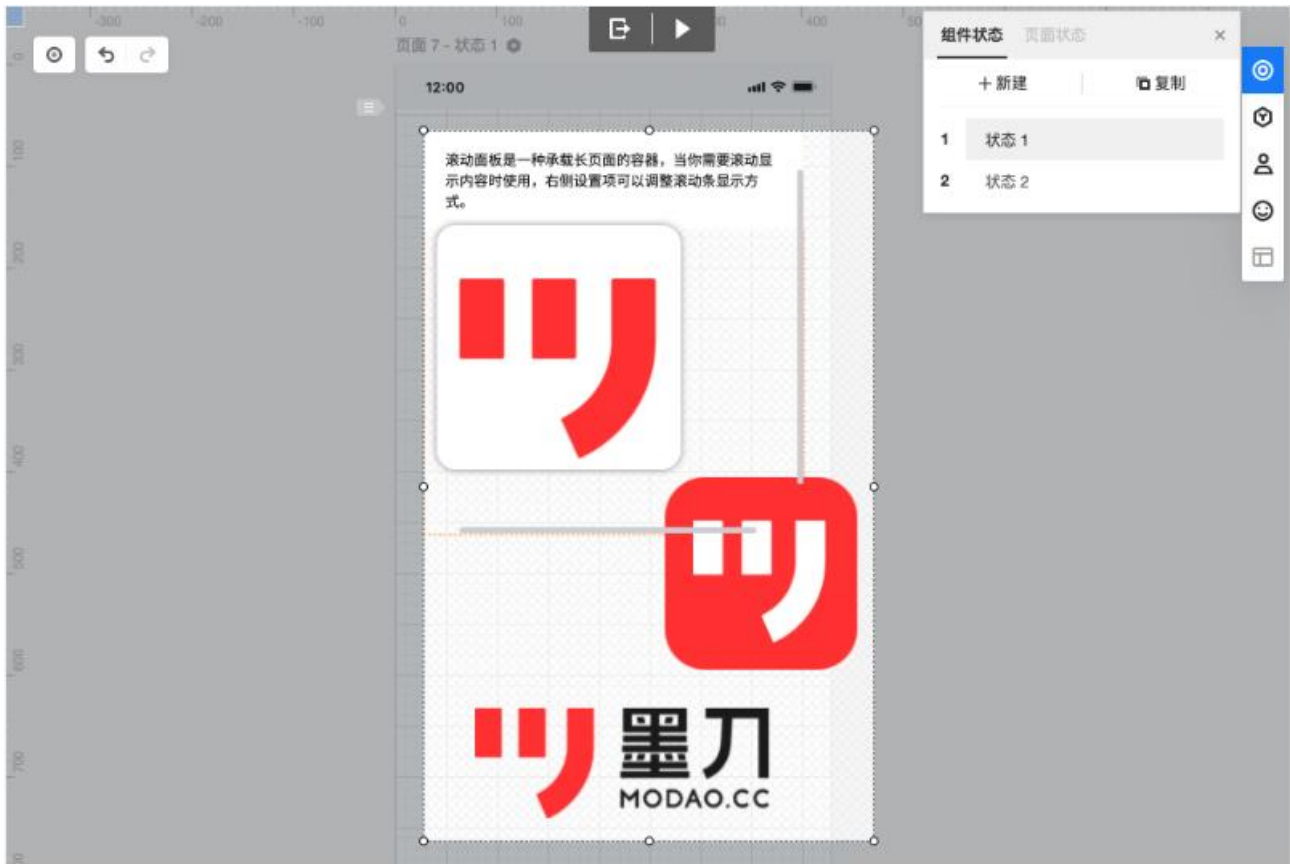 -300
-200
-100
0
100
400
组件状态
页面状态
×
页面 7 - 状态 1
0
12:00
+ 新建
复制
1 状态 1
2 状态 2
100
滚动面板是一种承载长页面的容器，当你需要滚动显
示内容时使用，右侧设置项可以调整滚动条显示方
式。
200
300
400
500
600
墨刀
MODAO.CC
700